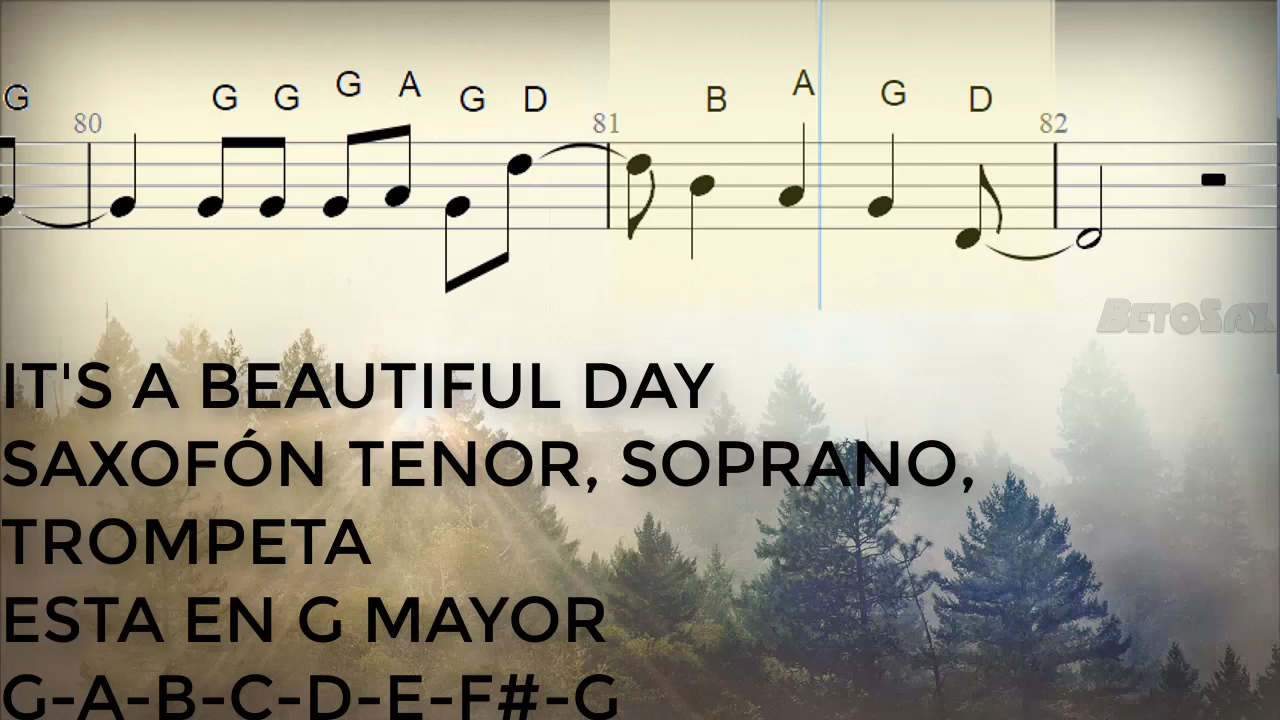 G G G G A G D B A G D
80 81 82
BetoSax
IT'S A BEAUTIFUL DAY
SAXOFÓN TENOR, SOPRANO,
TROMPETA
ESTA EN G MAYOR
G-A-B-C-D-E-F#-G